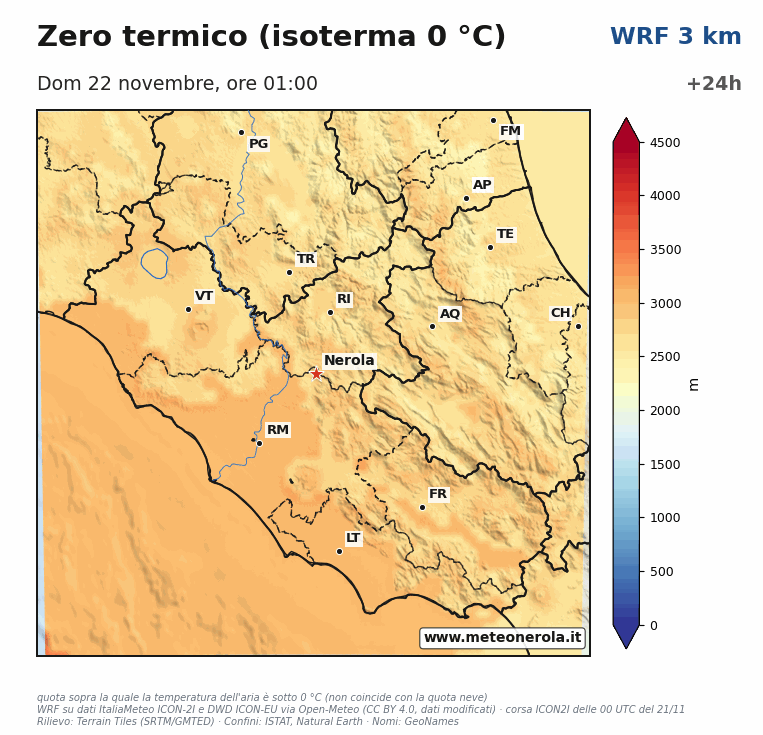 Zero termico (isoterma 0 °C)
WRF 3 km
Dom 22 novembre, ore 01:00
+24h
FM
PG
AP
TE
TR
VT
RI
AQ
CH
Nerola
RM
FR
LT
www.meteonerola.it
4500
4000
3500
3000
2500
2000
1500
1000
500
0
m
quota sopra la quale la temperatura dell'aria è sotto 0 °C (non coincide con la quota neve)
WRF su dati ItaliaMeteo ICON-2I e DWD ICON-EU via Open-Meteo (CC BY 4.0, dati modificati) · corsa ICON2I delle 00 UTC del 21/11
Rilievo: Terrain Tiles (SRTM/GMTED) · Confini: ISTAT, Natural Earth · Nomi: GeoNames